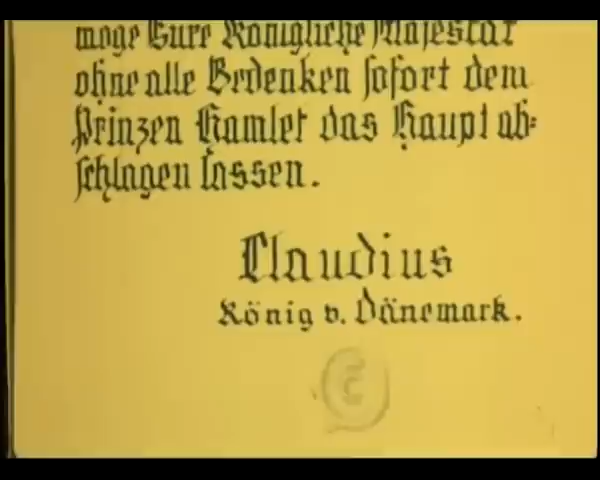 möge Eure Königliche Majestät
ohne alle Bedenken sofort dem
Prinzen Hamlet das Haupt ab=
schlagen lassen.
Claudius
König v. Dänemark.